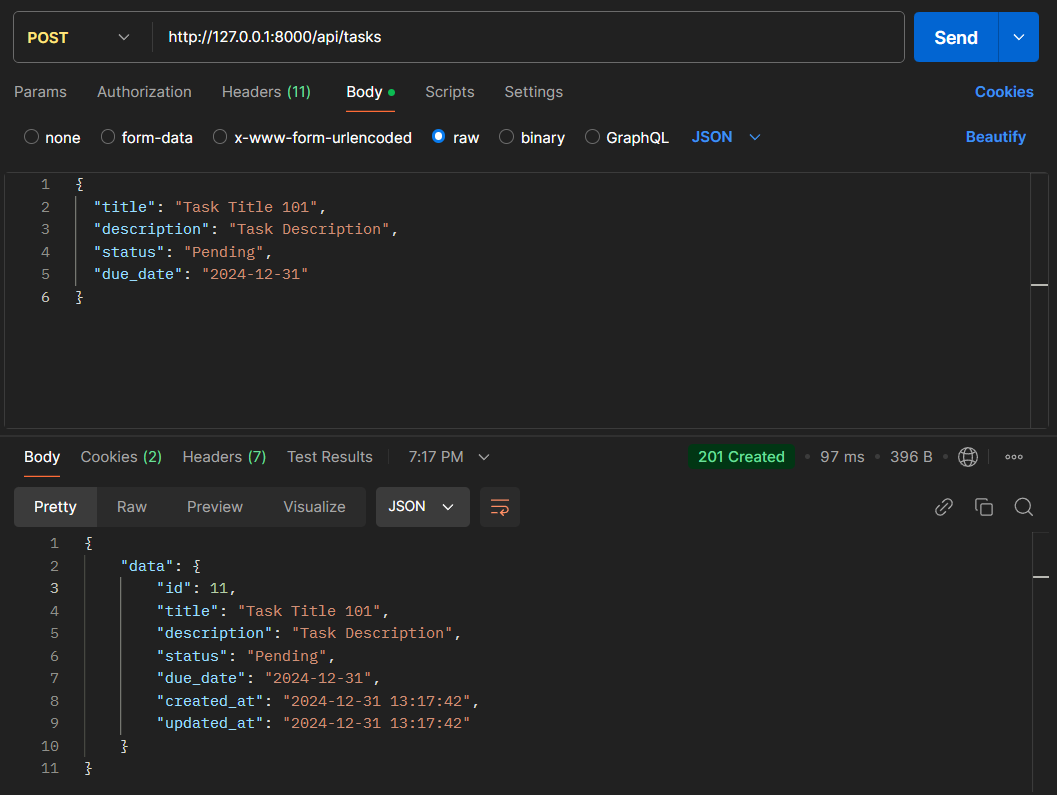 POST http://127.0.0.1:8000/api/tasks Send
Params Authorization Headers (11) Body Scripts Settings Cookies
none form-data x-www-form-urlencoded raw binary GraphQL JSON Beautify
1 {
2 "title": "Task Title 101",
3 "description": "Task Description",
4 "status": "Pending",
5 "due_date": "2024-12-31"
6 }
Body Cookies (2) Headers (7) Test Results 7:17 PM 201 Created 97 ms 396 B
Pretty Raw Preview Visualize JSON
1 {
2 "data": {
3 "id": 11,
4 "title": "Task Title 101",
5 "description": "Task Description",
6 "status": "Pending",
7 "due_date": "2024-12-31",
8 "created_at": "2024-12-31 13:17:42",
9 "updated_at": "2024-12-31 13:17:42"
10 }
11 }